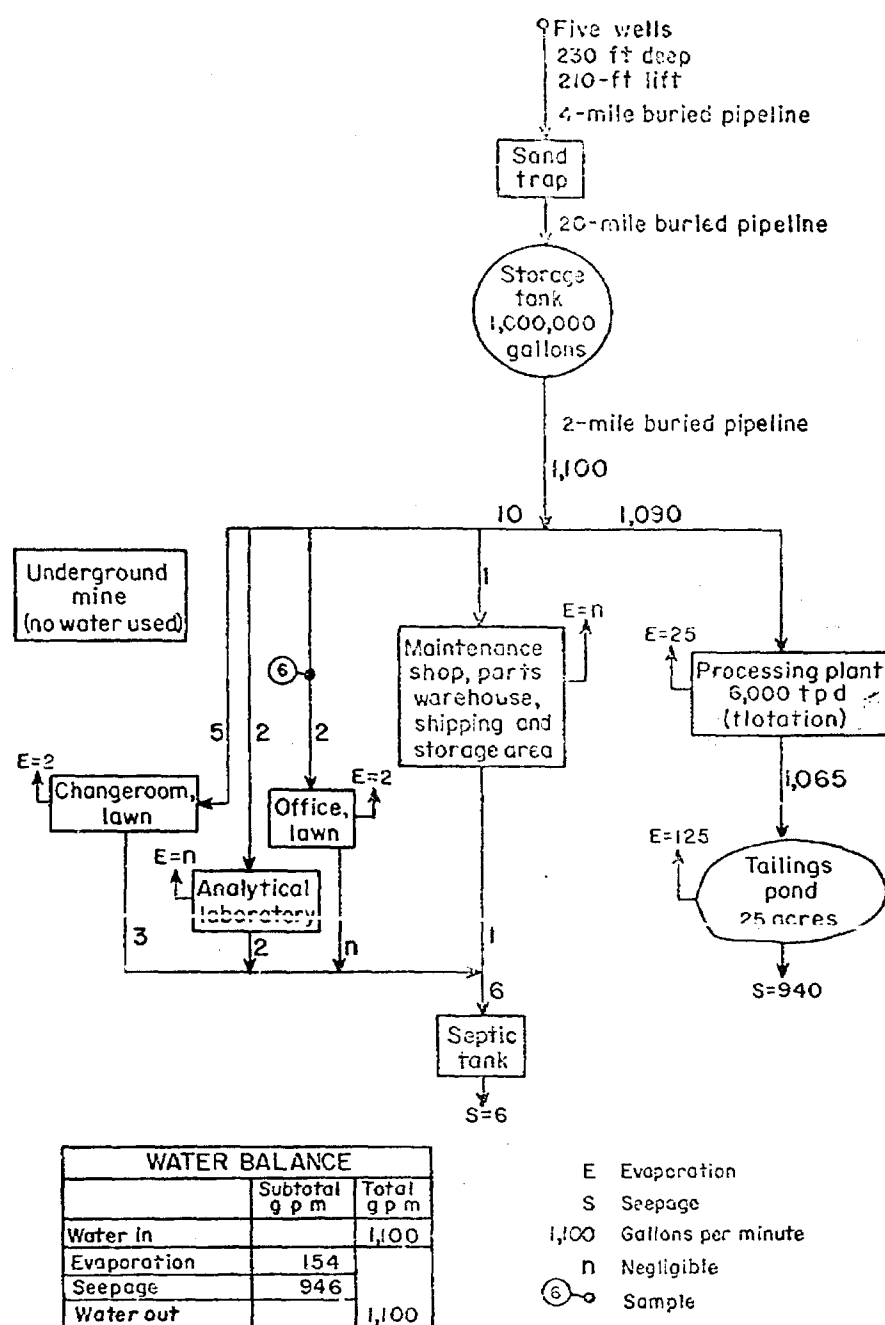 Five wells
230 ft deep
210-ft lift
4-mile buried pipeline
Sand
trap
20-mile buried pipeline
Storage
tank
1,000,000
gallons
2-mile buried pipeline
1,100
10
1,090
Underground
mine
(no water used)
1
E=n
Maintenance
shop, parts
warehouse,
shipping and
storage area
E=25
Processing plant
6,000 tpd
(flotation)
6
5
2
2
E=2
Changeroom,
lawn
E=2
Office,
lawn
1,065
E=n
Analytical
laboratory
E=125
Tailings
pond
25 acres
3
2
n
1
6
S=940
Septic
tank
S=6
WATER BALANCE
Subtotal gpm Total gpm
Water in 1,100
Evaporation 154
Seepage 946
Water out 1,100
E Evaporation
S Seepage
1,100 Gallons per minute
n Negligible
6 Sample